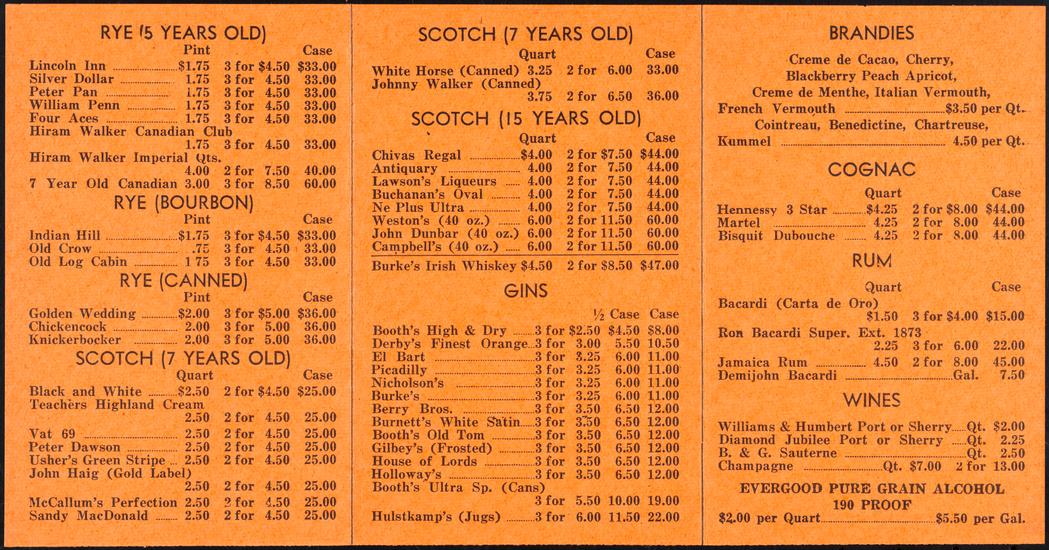 RYE (5 YEARS OLD)
Pint Case
Lincoln Inn $1.75 3 for $4.50 $33.00
Silver Dollar 1.75 3 for 4.50 33.00
Peter Pan 1.75 3 for 4.50 33.00
William Penn 1.75 3 for 4.50 33.00
Four Aces 1.75 3 for 4.50 33.00
Hiram Walker Canadian Club
1.75 3 for 4.50 33.00
Hiram Walker Imperial Qts.
4.00 2 for 7.50 40.00
7 Year Old Canadian 3.00 3 for 8.50 60.00
RYE (BOURBON)
Pint Case
Indian Hill $1.75 3 for $4.50 $33.00
Old Crow .75 3 for 4.50 33.00
Old Log Cabin 1 75 3 for 4.50 33.00
RYE (CANNED)
Pint Case
Golden Wedding $2.00 3 for $5.00 $36.00
Chickencock 2.00 3 for 5.00 36.00
Knickerbocker 2.00 3 for 5.00 36.00
SCOTCH (7 YEARS OLD)
Quart Case
Black and White $2.50 2 for $4.50 $25.00
Teachers Highland Cream
2.50 2 for 4.50 25.00
Vat 69 2.50 2 for 4.50 25.00
Peter Dawson 2.50 2 for 4.50 25.00
Usher's Green Stripe 2.50 2 for 4.50 25.00
John Haig (Gold Label)
2.50 2 for 4.50 25.00
McCallum's Perfection 2.50 2 for 4.50 25.00
Sandy MacDonald 2.50 2 for 4.50 25.00
SCOTCH (7 YEARS OLD)
Quart Case
White Horse (Canned) 3.25 2 for 6.00 33.00
Johnny Walker (Canned)
3.75 2 for 6.50 36.00
SCOTCH (15 YEARS OLD)
Quart Case
Chivas Regal $4.00 2 for $7.50 $44.00
Antiquary 4.00 2 for 7.50 44.00
Lawson's Liqueurs 4.00 2 for 7.50 44.00
Buchanan's Oval 4.00 2 for 7.50 44.00
Ne Plus Ultra 4.00 2 for 7.50 44.00
Weston's (40 oz.) 6.00 2 for 11.50 60.00
John Dunbar (40 oz.) 6.00 2 for 11.50 60.00
Campbell's (40 oz.) 6.00 2 for 11.50 60.00
Burke's Irish Whiskey $4.50 2 for $8.50 $47.00
GINS
½ Case Case
Booth's High & Dry 3 for $2.50 $4.50 $8.00
Derby's Finest Orange 3 for 3.00 5.50 10.50
El Bart 3 for 3.25 6.00 11.00
Picadilly 3 for 3.25 6.00 11.00
Nicholson's 3 for 3.25 6.00 11.00
Burke's 3 for 3.25 6.00 11.00
Berry Bros. 3 for 3.50 6.50 12.00
Burnett's White Satin 3 for 3.50 6.50 12.00
Booth's Old Tom 3 for 3.50 6.50 12.00
Gilbey's (Frosted) 3 for 3.50 6.50 12.00
House of Lords 3 for 3.50 6.50 12.00
Holloway's 3 for 3.50 6.50 12.00
Booth's Ultra Sp. (Cans)
3 for 5.50 10.00 19.00
Hulstkamp's (Jugs) 3 for 6.00 11.50 22.00
BRANDIES
Creme de Cacao, Cherry,
Blackberry Peach Apricot,
Creme de Menthe, Italian Vermouth,
French Vermouth $3.50 per Qt.
Cointreau, Benedictine, Chartreuse,
Kummel 4.50 per Qt.
COGNAC
Quart Case
Hennessy 3 Star $4.25 2 for $8.00 $44.00
Martel 4.25 2 for 8.00 44.00
Bisquit Dubouche 4.25 2 for 8.00 44.00
RUM
Quart Case
Bacardi (Carta de Oro)
$1.50 3 for $4.00 $15.00
Ron Bacardi Super. Ext. 1873
2.25 3 for 6.00 22.00
Jamaica Rum 4.50 2 for 8.00 45.00
Demijohn Bacardi Gal. 7.50
WINES
Williams & Humbert Port or Sherry Qt. $2.00
Diamond Jubilee Port or Sherry Qt. 2.25
B. & G. Sauterne Qt. 2.50
Champagne Qt. $7.00 2 for 13.00
EVERGOOD PURE GRAIN ALCOHOL
190 PROOF
$2.00 per Quart $5.50 per Gal.